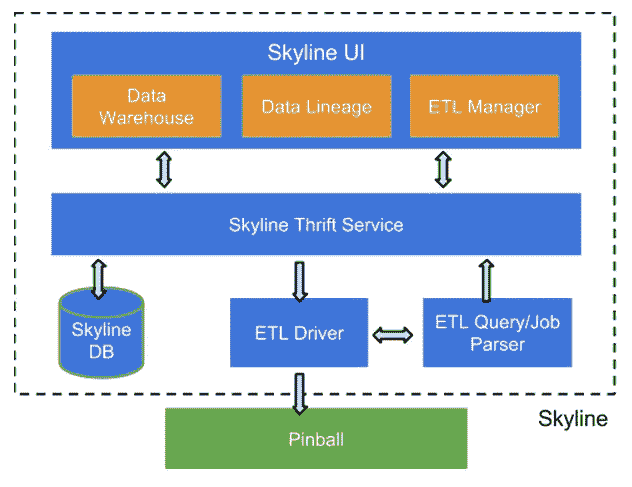 Skyline UI
Data
Warehouse
Data Lineage
ETL Manager
Skyline Thrift Service
Skyline
DB
ETL Driver
ETL Query/Job
Parser
Skyline
Pinball